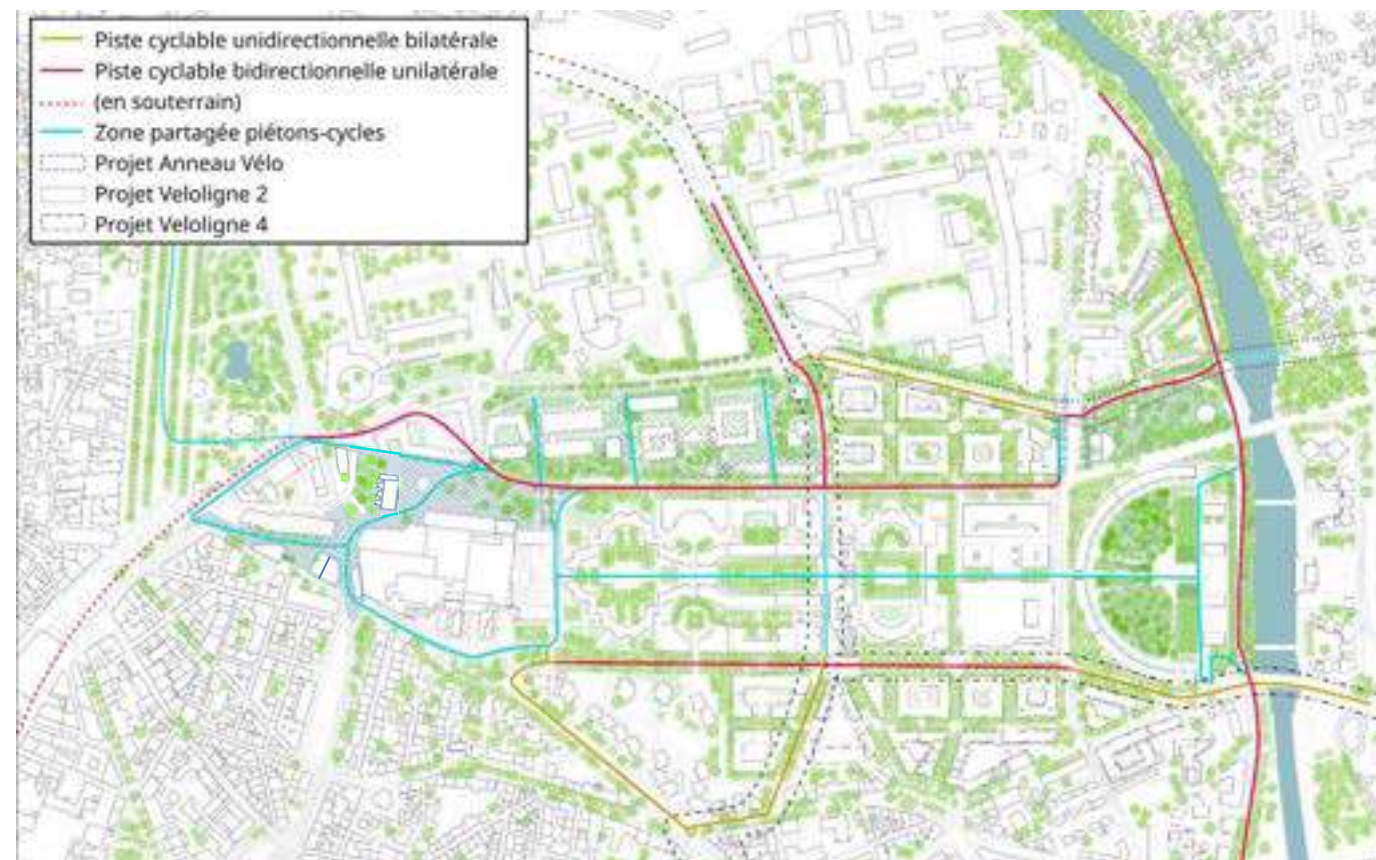 Piste cyclable unidirectionnelle bilatérale
Piste cyclable bidirectionnelle unilatérale
(en souterrain)
Zone partagée piétons-cycles
Projet Anneau Vélo
Projet Veloligne 2
Projet Veloligne 4